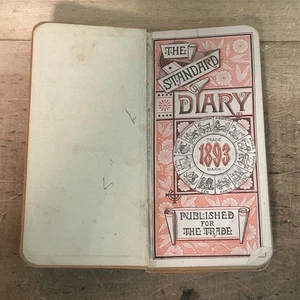 THE
STANDARD
DIARY
TRADE
1893
MARK
PUBLISHED
FOR
THE TRADE